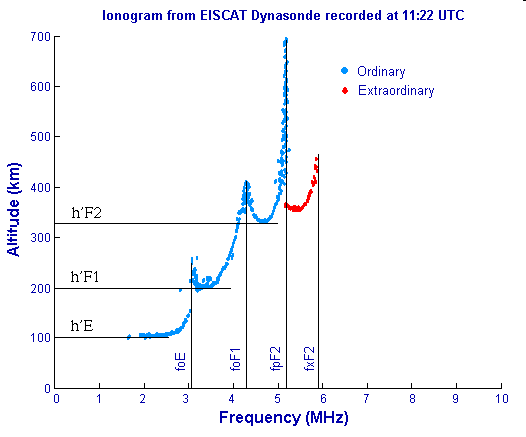 Ionogram from EISCAT Dynasonde recorded at 11:22 UTC
700
600
500
400
300
200
100
0
Altitude (km)
Ordinary
Extraordinary
h'F2
h'F1
h'E
foE
foF1
fpF2
fxF2
0 1 2 3 4 5 6 7 8 9 10
Frequency (MHz)